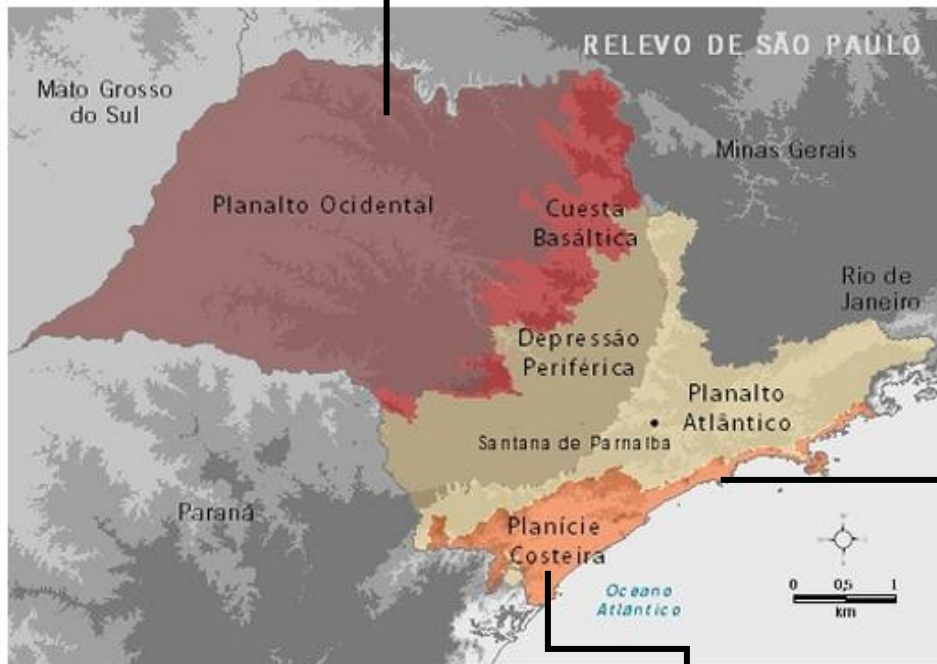 RELEVO DE SÃO PAULO
Mato Grosso
do Sul
Minas Gerais
Planalto Ocidental
Cuesta
Basáltica
Rio de
Janeiro
Depressão
Periférica
Planalto
Atlântico
Santana de Parnaíba
Paraná
Planície
Costeira
Oceano
Atlântico
0 0,5 1
km